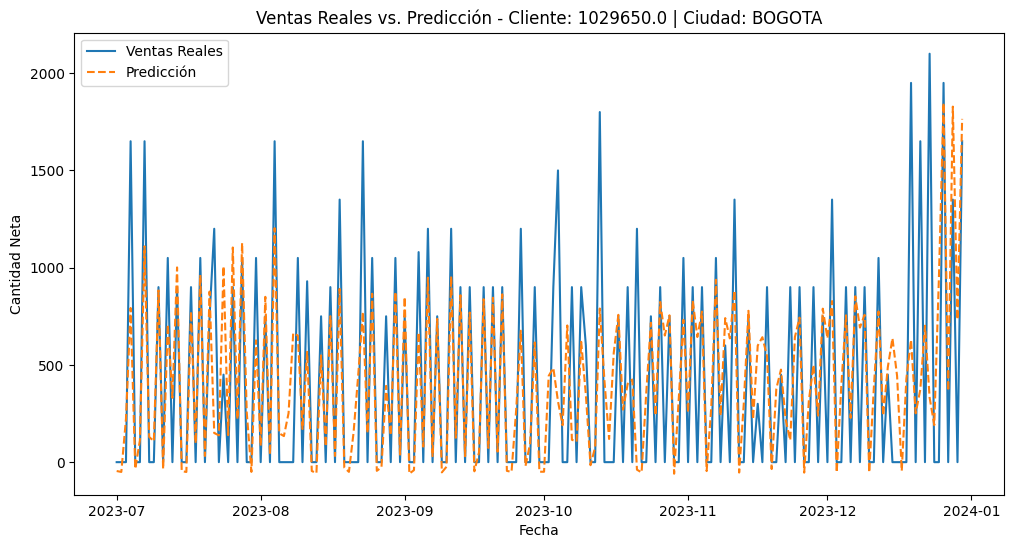 Ventas Reales vs. Predicción - Cliente: 1029650.0 | Ciudad: BOGOTA
Ventas Reales
Predicción
Cantidad Neta
2000
1500
1000
500
0
2023-07
2023-08
2023-09
2023-10
2023-11
2023-12
2024-01
Fecha